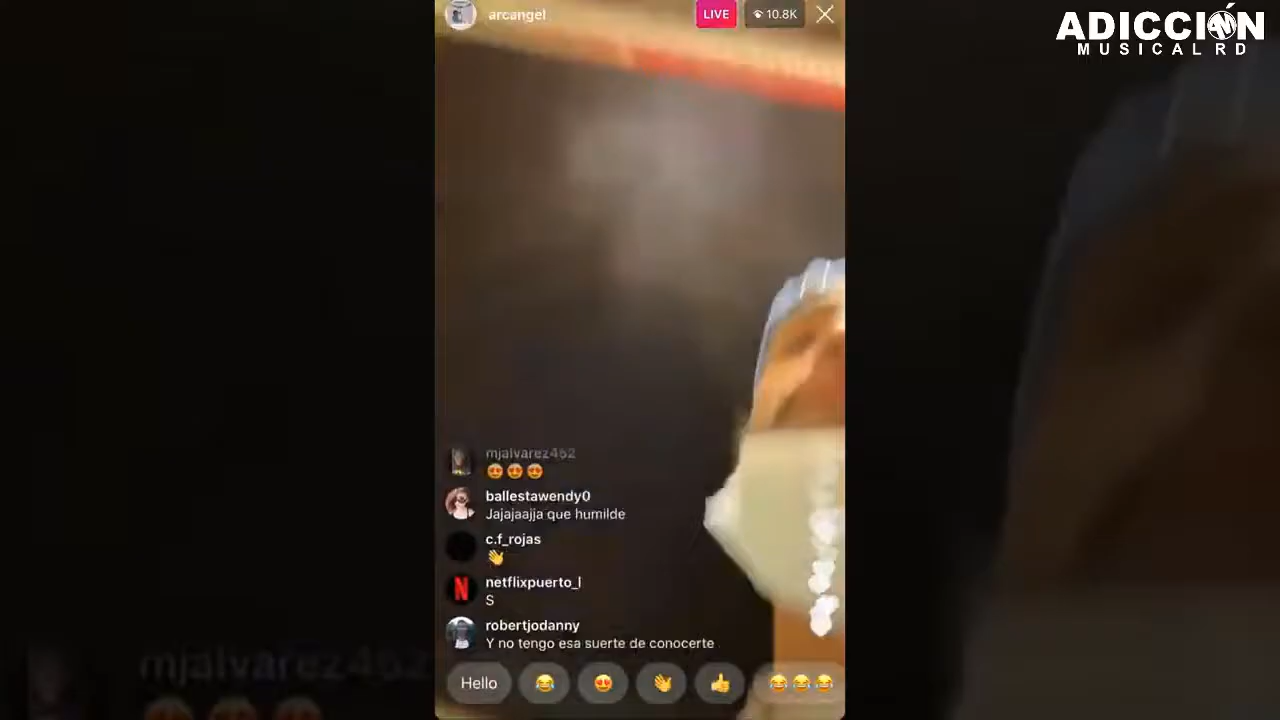 arcangel
LIVE
10.8K
ADICCIÓN
MUSICAL RD
mjalvarez462
😍😍😍
ballestawendy0
Jajajaajja que humilde
c.f_rojas
👋
netflixpuerto_l
S
robertjodanny
Y no tengo esa suerte de conocerte
Hello
😂
😍
👋
👍
😂😂😂
mjalvarez462